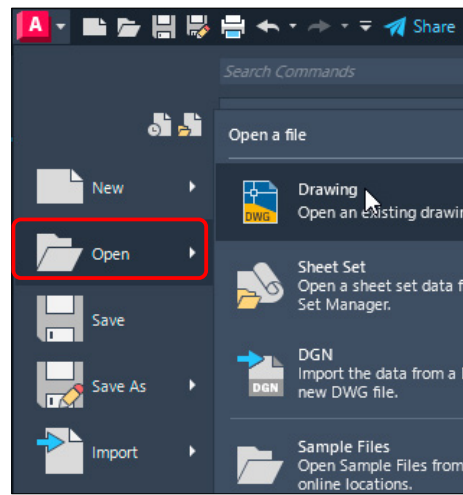 A
Share
Search Commands
Open a file
New
Drawing
DWG
Open an existing
Open
Sheet Set
Open a sheet set data
Set Manager.
Save
DGN
Import the data from a
DGN
new DWG file.
Save As
Import
Sample Files
Open Sample Files from
online locations.